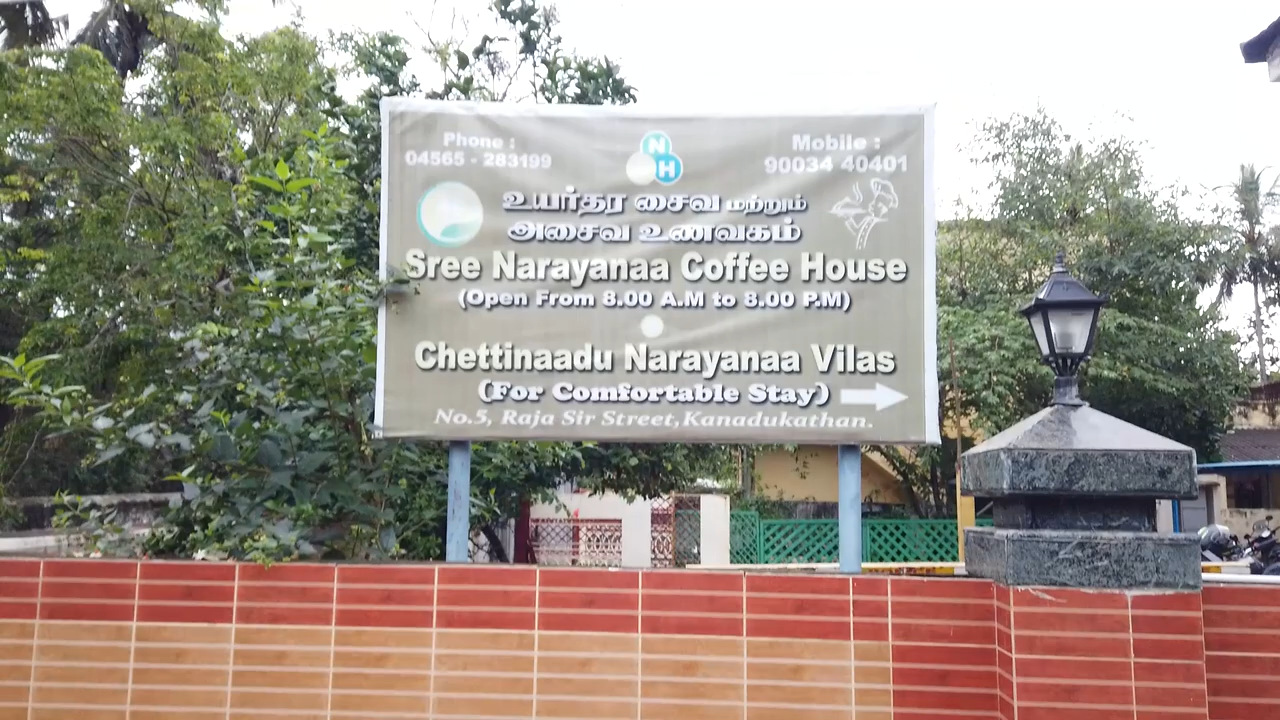 Phone :
04565 - 283199
N
H
Mobile :
90034 40401
உயர்தர சைவ மற்றும்
அசைவ உணவகம்
Sree Narayanaa Coffee House
(Open From 8.00 A.M to 8.00 P.M)
Chettinaadu Narayanaa Vilas
(For Comfortable Stay)
No.5, Raja Sir Street, Kanadukathan.